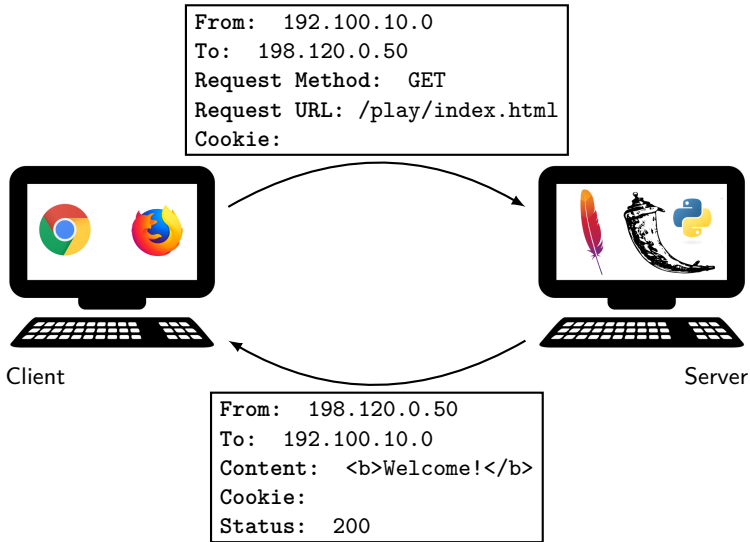 From: 192.100.10.0
To: 198.120.0.50
Request Method: GET
Request URL: /play/index.html
Cookie:
Client
Server
From: 198.120.0.50
To: 192.100.10.0
Content: <b>Welcome!</b>
Cookie:
Status: 200